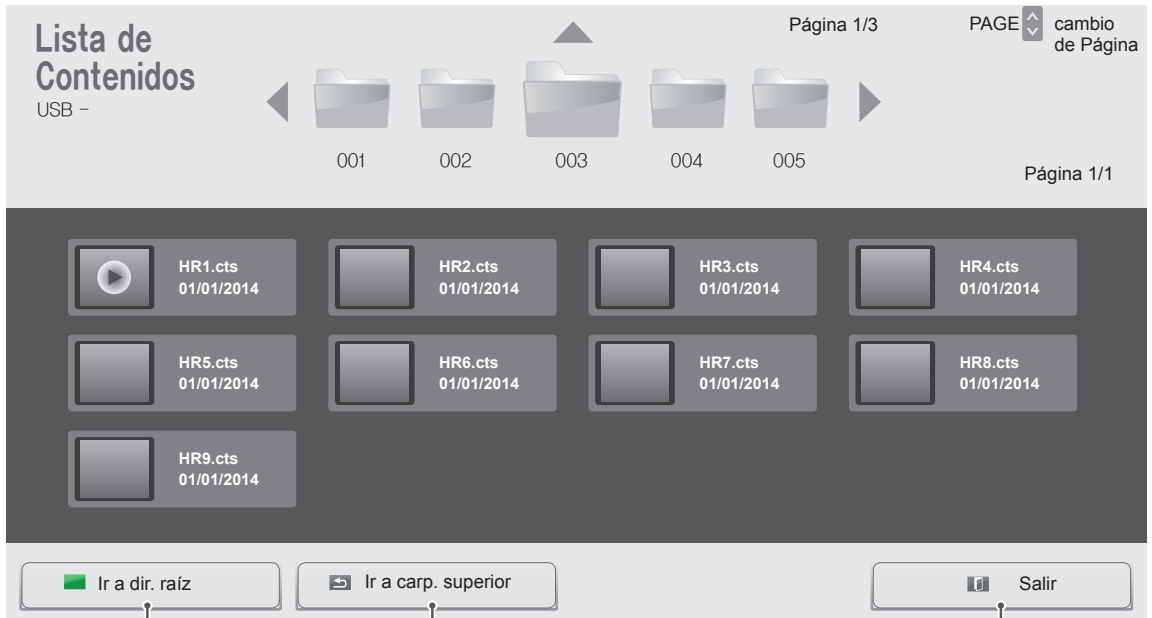 Lista de
Contenidos
USB -
Página 1/3
PAGE cambio
de Página
001 002 003 004 005
Página 1/1
HR1.cts
01/01/2014
HR2.cts
01/01/2014
HR3.cts
01/01/2014
HR4.cts
01/01/2014
HR5.cts
01/01/2014
HR6.cts
01/01/2014
HR7.cts
01/01/2014
HR8.cts
01/01/2014
HR9.cts
01/01/2014
Ir a dir. raíz
Ir a carp. superior
Salir